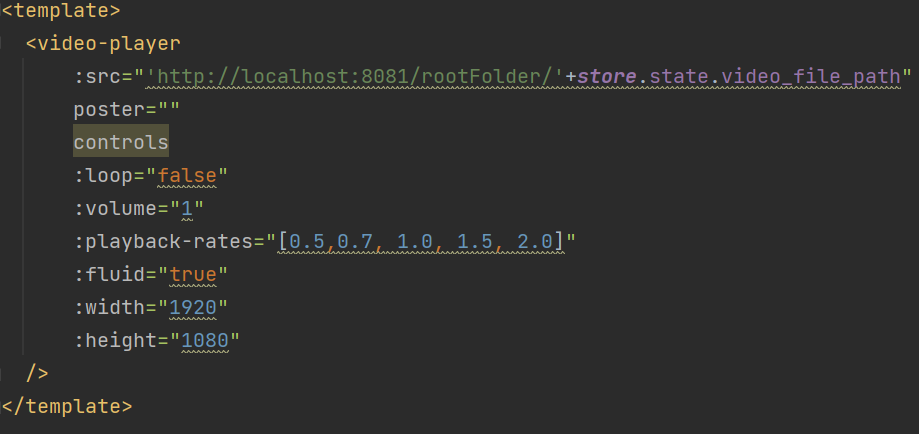 <template>
<video-player
:src="'http://localhost:8081/rootFolder/'+store.state.video_file_path"
poster=""
controls
:loop="false"
:volume="1"
:playback-rates="[0.5,0.7, 1.0, 1.5, 2.0]"
:fluid="true"
:width="1920"
:height="1080"
/>
</template>